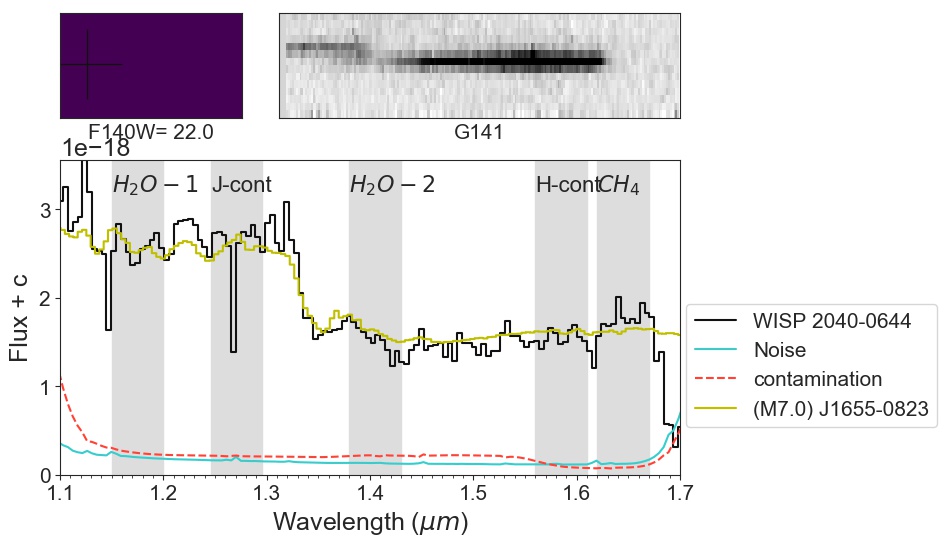 F140W= 22.0
G141
1e−18
H₂O − 1
J-cont
H₂O − 2
H-cont
CH₄
3
2
1
0
Flux + c
1.1 1.2 1.3 1.4 1.5 1.6 1.7
Wavelength (μm)
WISP 2040-0644
Noise
contamination
(M7.0) J1655-0823